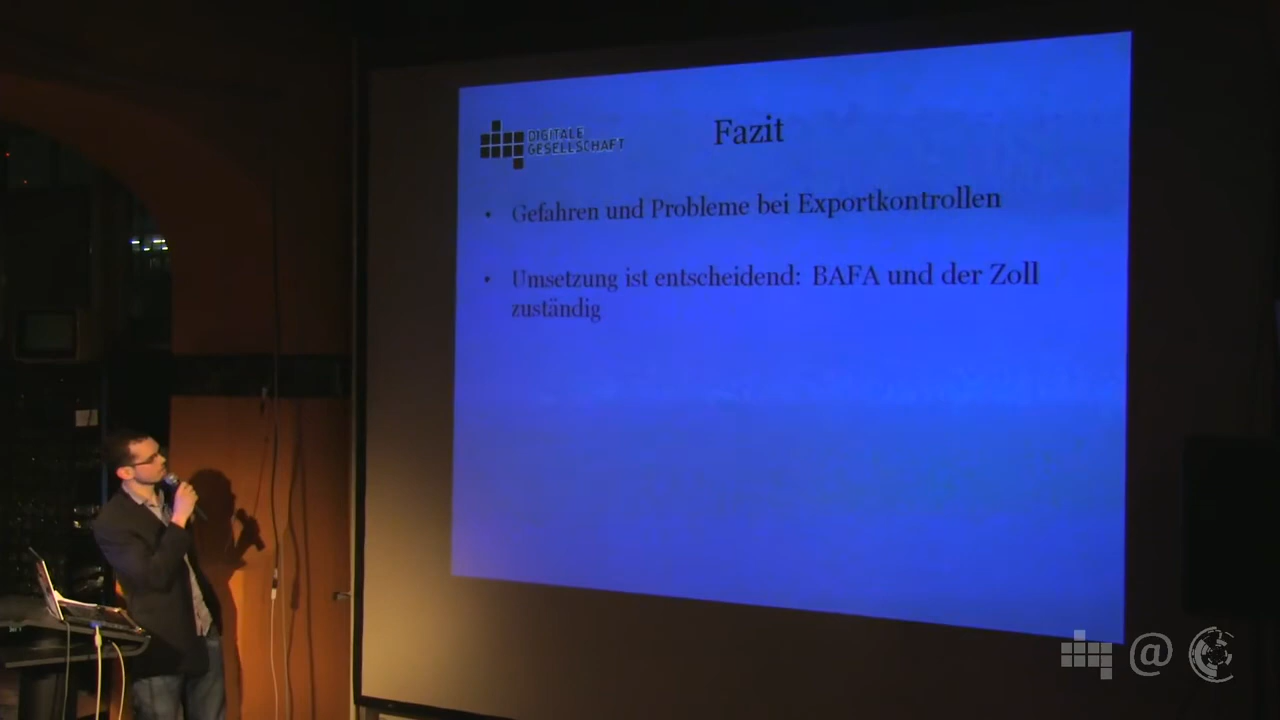 DIGITALE
GESELLSCHAFT
Fazit
• Gefahren und Probleme bei Exportkontrollen
• Umsetzung ist entscheidend: BAFA und der Zoll
zuständig
@